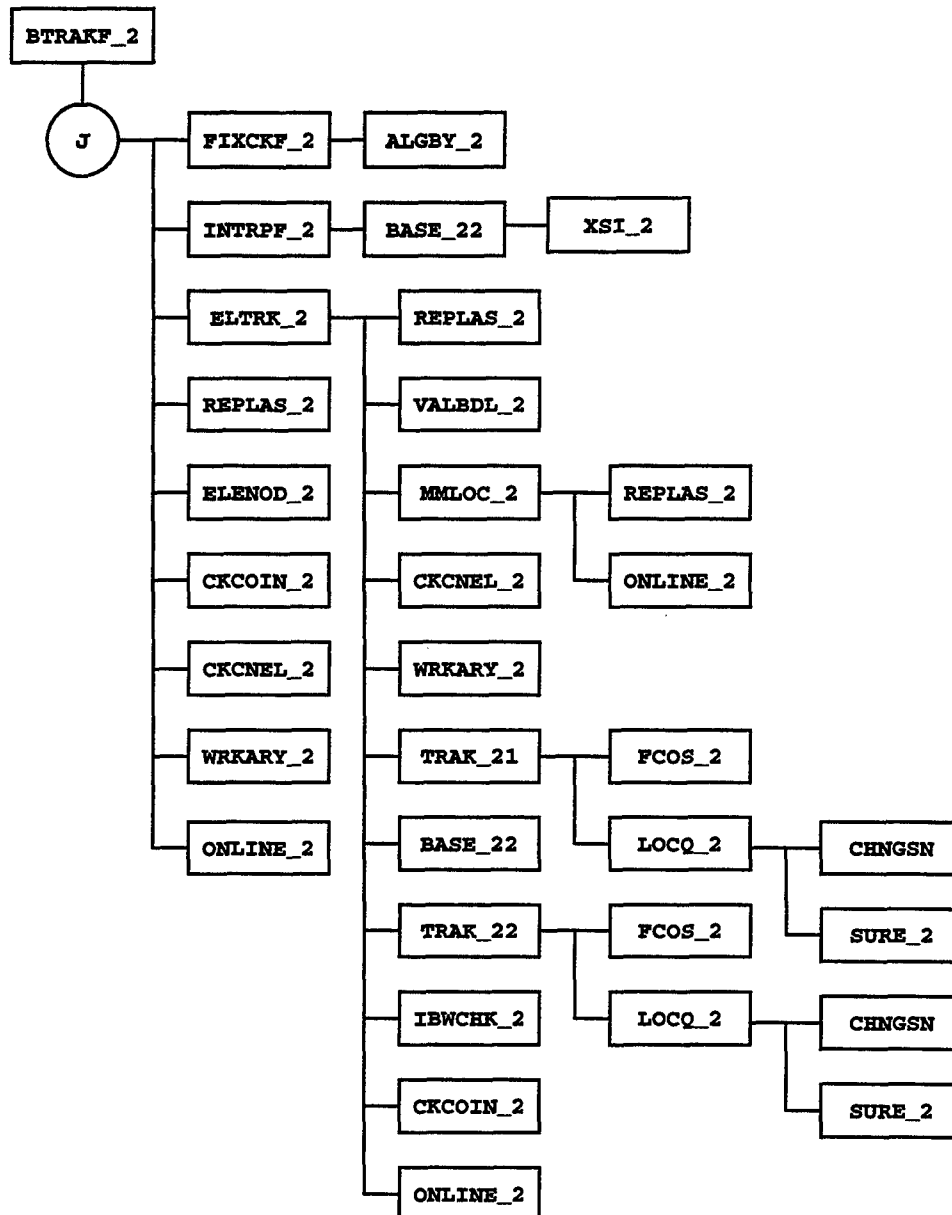 BTRAKF_2
J
FIXCKF_2
ALGBY_2
INTRPF_2
BASE_22
XSI_2
ELTRK_2
REPLAS_2
REPLAS_2
VALBDL_2
ELENOD_2
MMLOC_2
REPLAS_2
CKCOIN_2
CKCNEL_2
ONLINE_2
CKCNEL_2
WRKARY_2
WRKARY_2
TRAK_21
FCOS_2
ONLINE_2
BASE_22
LOCQ_2
CHNGSN
TRAK_22
FCOS_2
SURE_2
IBWCHK_2
LOCQ_2
CHNGSN
CKCOIN_2
SURE_2
ONLINE_2